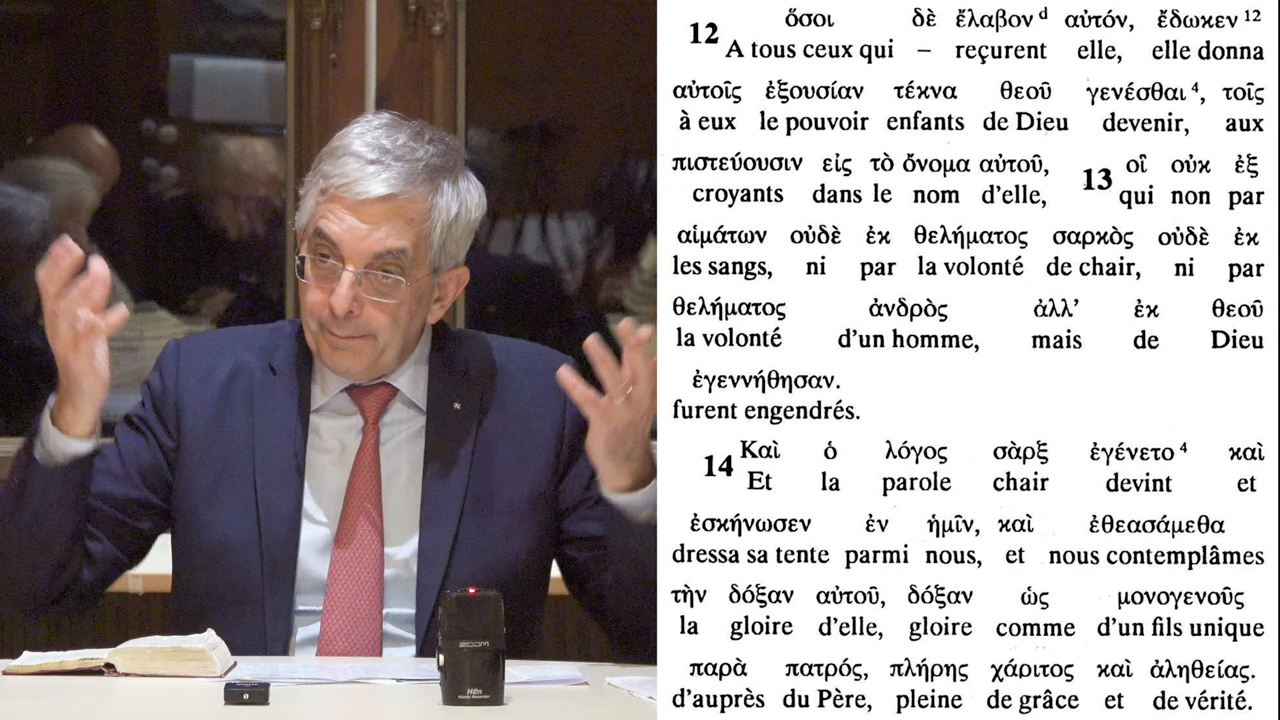 12 ὅσοι δὲ ἔλαβον ᵈ αὐτόν, ἔδωκεν ¹²
A tous ceux qui – reçurent elle, elle donna
αὐτοῖς ἐξουσίαν τέκνα θεοῦ γενέσθαι ⁴, τοῖς
à eux le pouvoir enfants de Dieu devenir, aux
πιστεύουσιν εἰς τὸ ὄνομα αὐτοῦ, 13 οἳ οὐκ ἐξ
croyants dans le nom d'elle, qui non par
αἱμάτων οὐδὲ ἐκ θελήματος σαρκὸς οὐδὲ ἐκ
les sangs, ni par la volonté de chair, ni par
θελήματος ἀνδρὸς ἀλλ' ἐκ θεοῦ
la volonté d'un homme, mais de Dieu
ἐγεννήθησαν.
furent engendrés.
14 Καὶ ὁ λόγος σὰρξ ἐγένετο ⁴ καὶ
Et la parole chair devint et
ἐσκήνωσεν ἐν ἡμῖν, καὶ ἐθεασάμεθα
dressa sa tente parmi nous, et nous contemplâmes
τὴν δόξαν αὐτοῦ, δόξαν ὡς μονογενοῦς
la gloire d'elle, gloire comme d'un fils unique
παρὰ πατρός, πλήρης χάριτος καὶ ἀληθείας.
d'auprès du Père, pleine de grâce et de vérité.
ZOOM
H2n
Handy Recorder